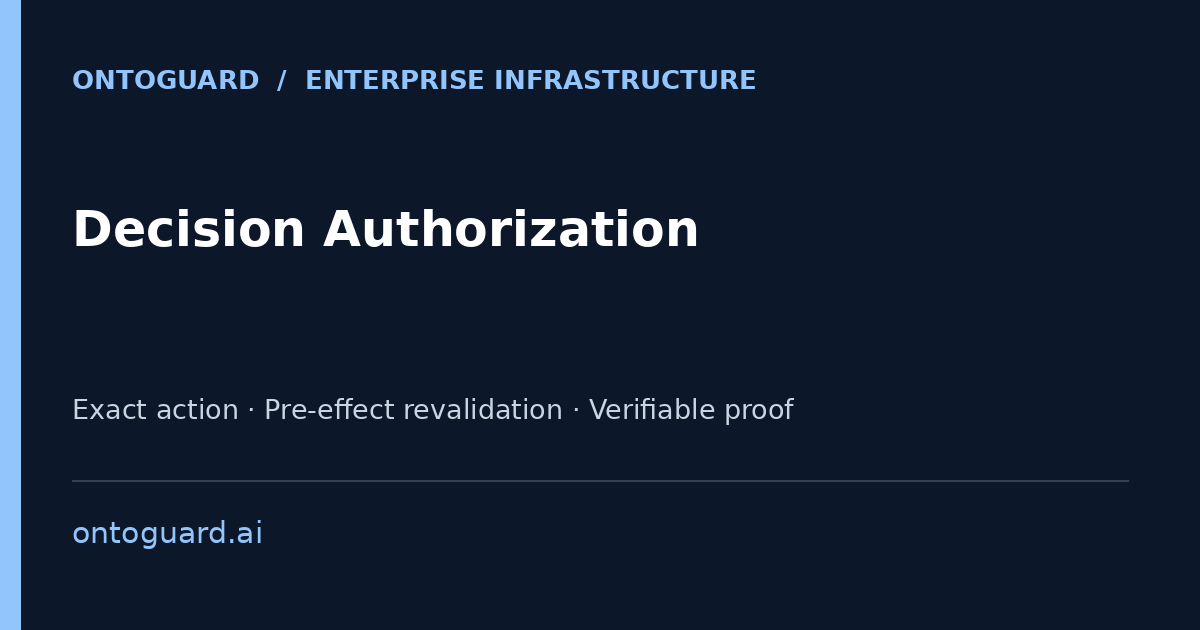 ONTOGUARD / ENTERPRISE INFRASTRUCTURE
Decision Authorization
Exact action · Pre-effect revalidation · Verifiable proof
ontoguard.ai